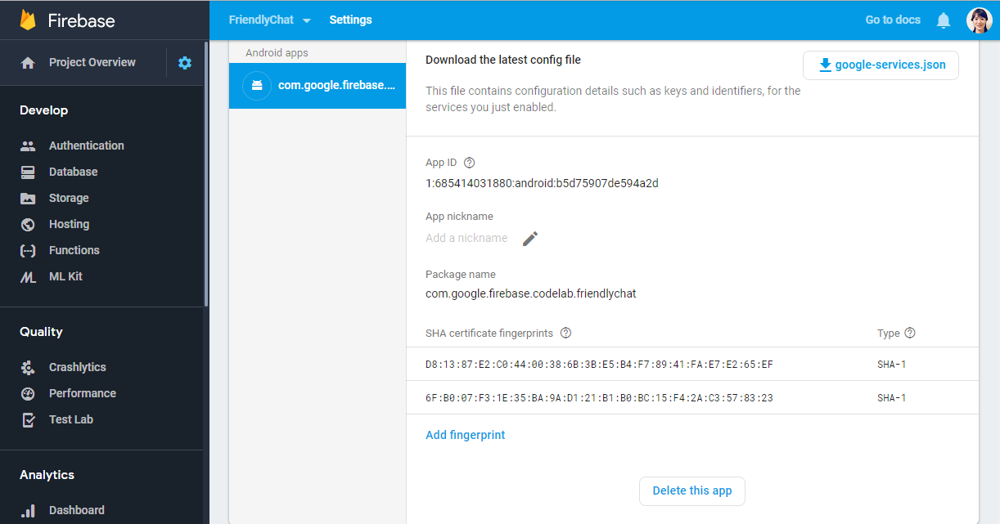 Firebase
FriendlyChat
Settings
Go to docs
Project Overview
Develop
Authentication
Database
Storage
Hosting
Functions
ML Kit
Quality
Crashlytics
Performance
Test Lab
Analytics
Dashboard
Android apps
com.google.firebase....
Download the latest config file
google-services.json
This file contains configuration details such as keys and identifiers, for the
services you just enabled.
App ID
1:685414031880:android:b5d75907de594a2d
App nickname
Add a nickname
Package name
com.google.firebase.codelab.friendlychat
SHA certificate fingerprints
Type
D8:13:87:E2:C0:44:00:38:6B:3B:E5:B4:F7:89:41:FA:E7:E2:65:EF
SHA-1
6F:B0:07:F3:1E:35:BA:9A:D1:21:B1:B0:BC:15:F4:2A:C3:57:83:23
SHA-1
Add fingerprint
Delete this app